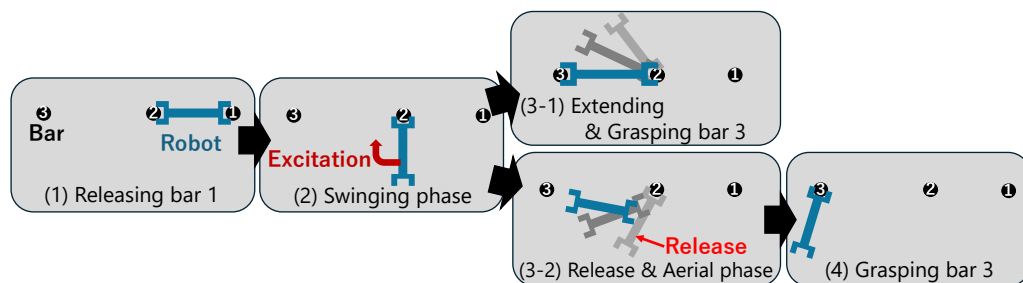 3 2 1
Bar
Robot
(1) Releasing bar 1
3 2 1
Excitation
(2) Swinging phase
3 2 1
(3-1) Extending
& Grasping bar 3
3 2 1
Release
(3-2) Release & Aerial phase
3 2 1
(4) Grasping bar 3